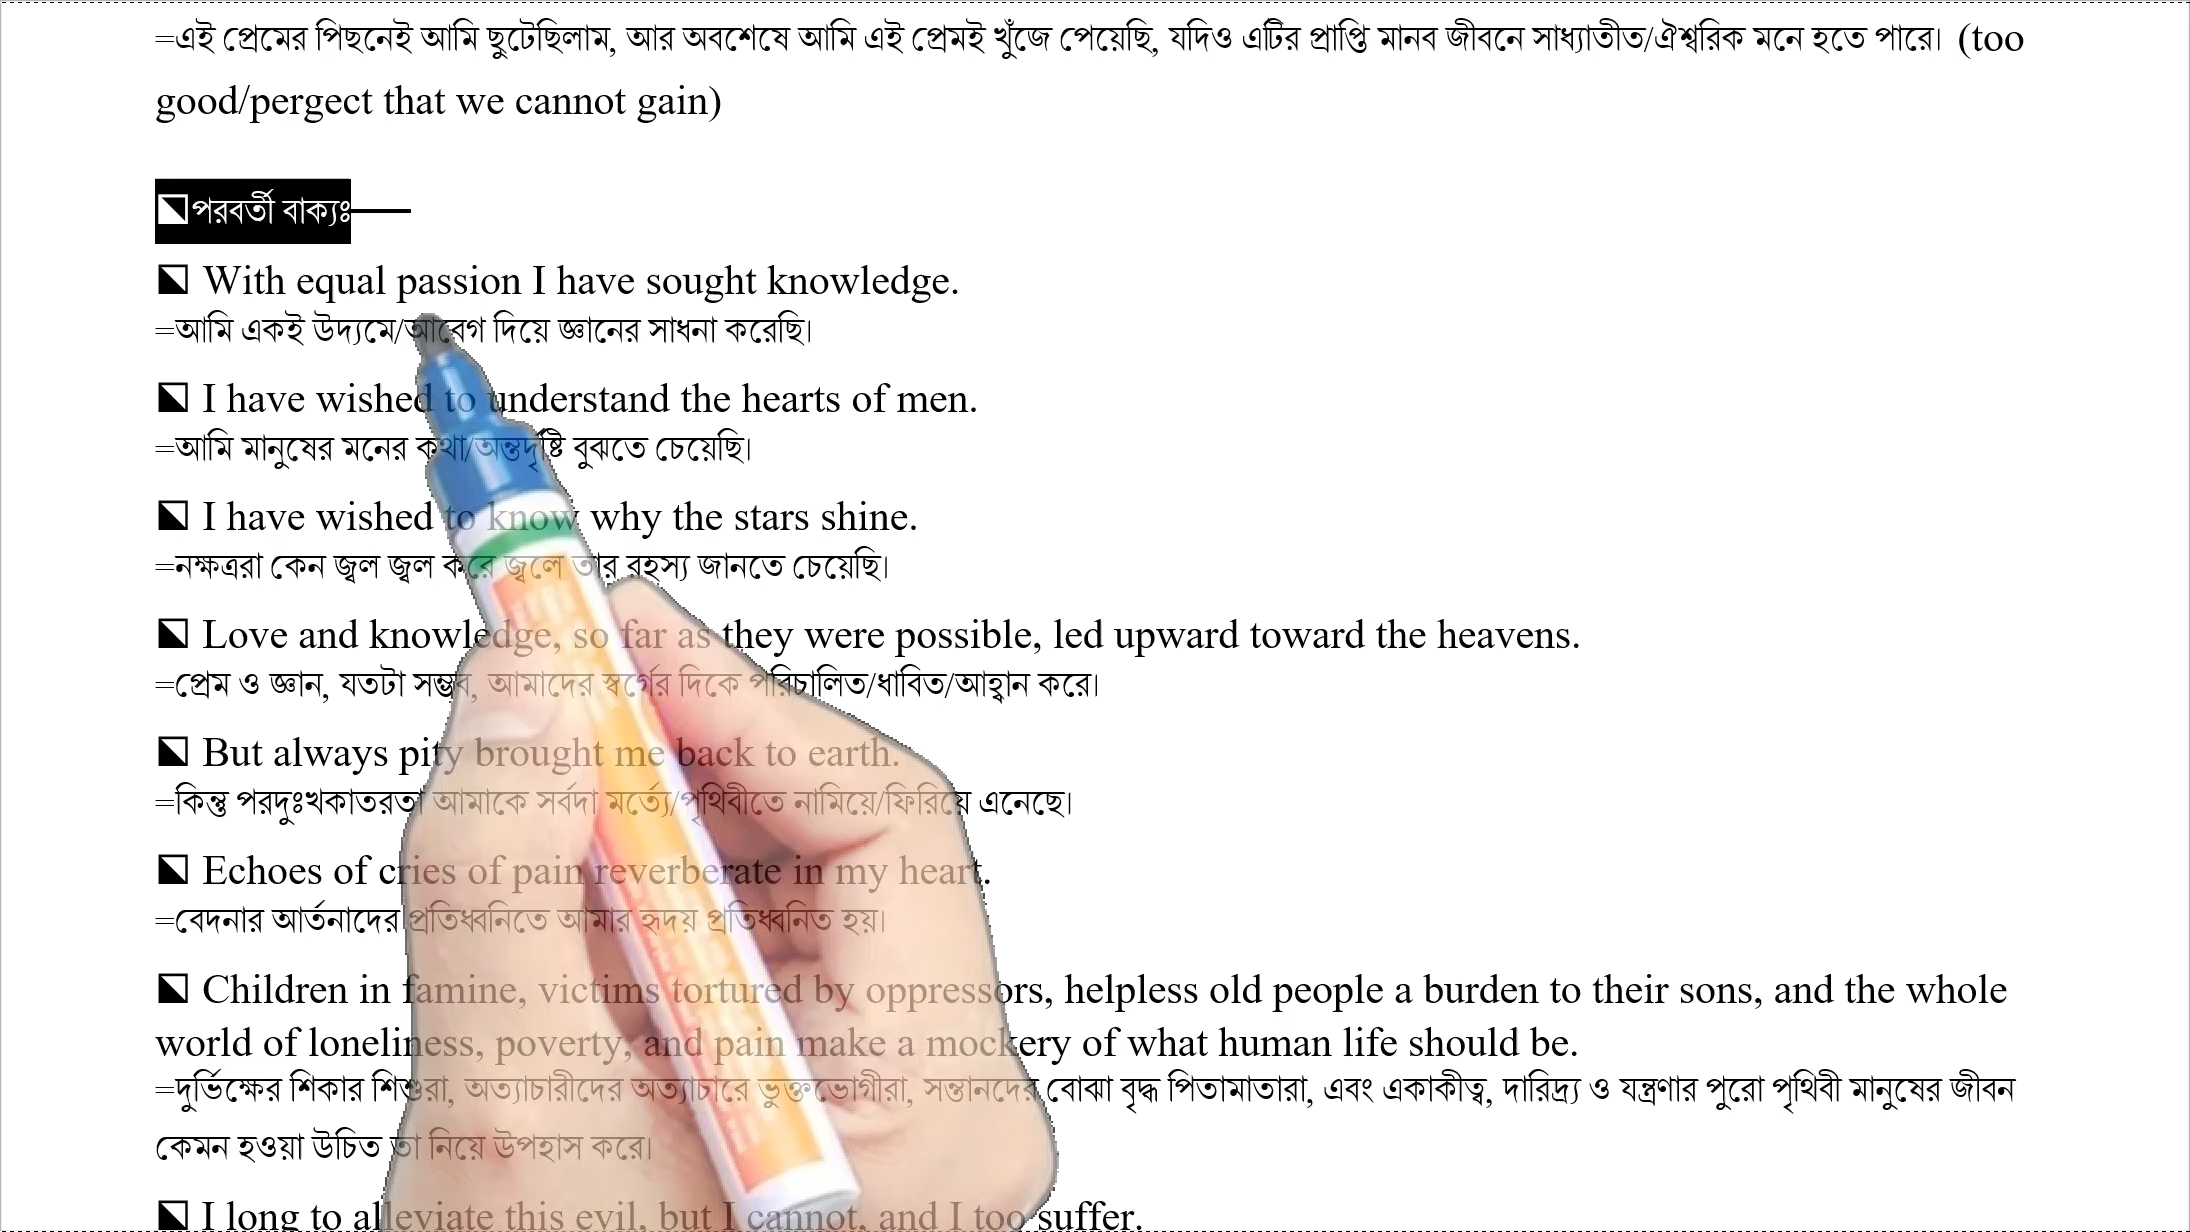 =এই প্রেমের পিছনেই আমি ছুটেছিলাম, আর অবশেষে আমি এই প্রেমই খুঁজে পেয়েছি, যদিও এটির প্রাপ্তি মানব জীবনে সাধ্যাতীত/ঐশ্বরিক মনে হতে পারে। (too
good/pergect that we cannot gain)
⬕পরবর্তী বাক্যঃ
⬕ With equal passion I have sought knowledge.
=আমি একই উদ্যমে/আবেগ দিয়ে জ্ঞানের সাধনা করেছি।
⬕ I have wished to understand the hearts of men.
=আমি মানুষের মনের কথা/অন্তর্দৃষ্টি বুঝতে চেয়েছি।
⬕ I have wished to know why the stars shine.
=নক্ষত্ররা কেন জ্বল জ্বল করে জ্বলে তার রহস্য জানতে চেয়েছি।
⬕ Love and knowledge, so far as they were possible, led upward toward the heavens.
=প্রেম ও জ্ঞান, যতটা সম্ভব, আমাদের স্বর্গের দিকে পরিচালিত/ধাবিত/আহ্বান করে।
⬕ But always pity brought me back to earth.
=কিন্তু পরদুঃখকাতরতা আমাকে সর্বদা মর্ত্যে/পৃথিবীতে নামিয়ে/ফিরিয়ে এনেছে।
⬕ Echoes of cries of pain reverberate in my heart.
=বেদনার আর্তনাদের প্রতিধ্বনিতে আমার হৃদয় প্রতিধ্বনিত হয়।
⬕ Children in famine, victims tortured by oppressors, helpless old people a burden to their sons, and the whole
world of loneliness, poverty, and pain make a mockery of what human life should be.
=দুর্ভিক্ষের শিকার শিশুরা, অত্যাচারীদের অত্যাচারে ভুক্তভোগীরা, সন্তানদের বোঝা বৃদ্ধ পিতামাতারা, এবং একাকীত্ব, দারিদ্র্য ও যন্ত্রণার পুরো পৃথিবী মানুষের জীবন
কেমন হওয়া উচিত তা নিয়ে উপহাস করে।
⬕ I long to alleviate this evil, but I cannot, and I too suffer.